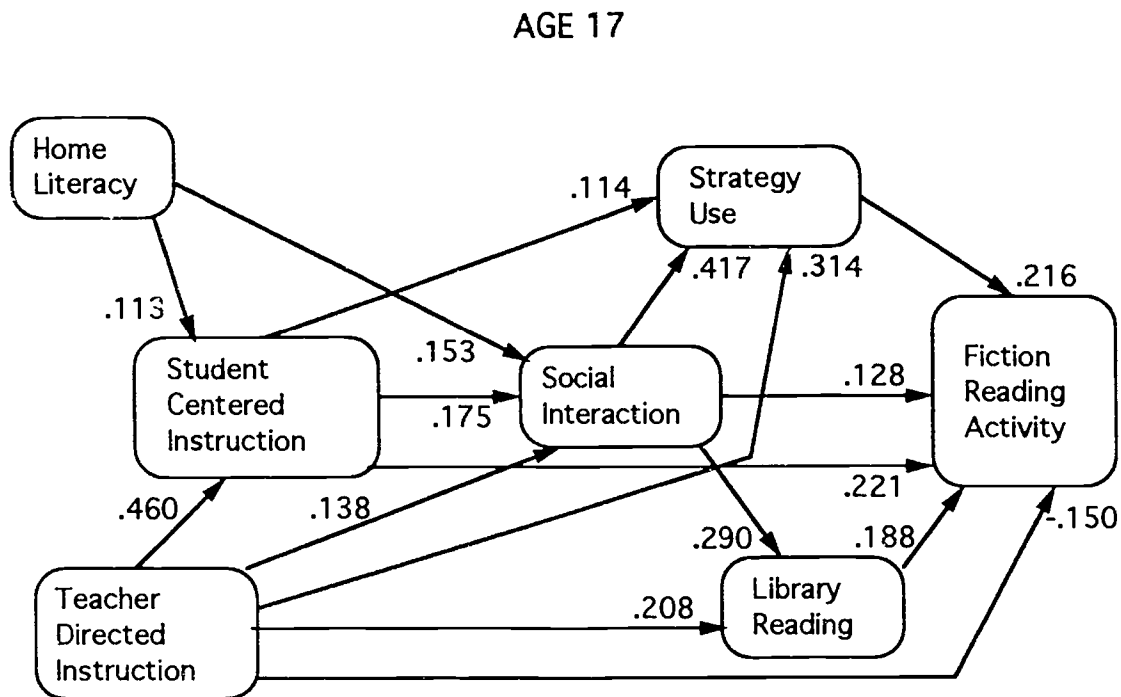 AGE 17
Home
Literacy
.114
Strategy
Use
.113
.153
.417
.314
.216
Student
Centered
Instruction
.175
Social
Interaction
.128
Fiction
Reading
Activity
.221
.460
.138
.290
.188
-.150
Teacher
Directed
Instruction
.208
Library
Reading